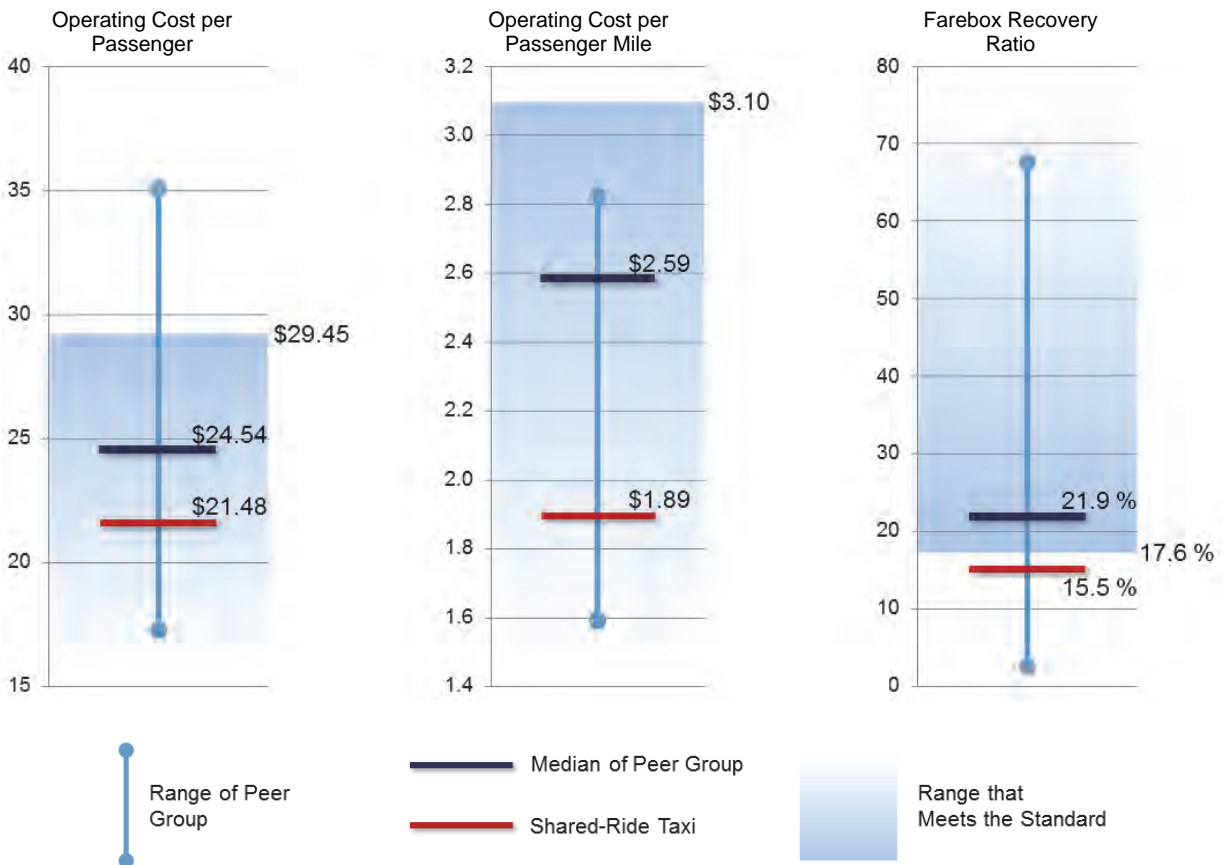 Operating Cost per
Passenger
40
35
30
25
20
15
$29.45
$24.54
$21.48
Operating Cost per
Passenger Mile
3.2
3.0
2.8
2.6
2.4
2.2
2.0
1.8
1.6
1.4
$3.10
$2.59
$1.89
Farebox Recovery
Ratio
80
70
60
50
40
30
20
10
0
21.9 %
17.6 %
15.5 %
Range of Peer
Group
Median of Peer Group
Shared-Ride Taxi
Range that
Meets the Standard